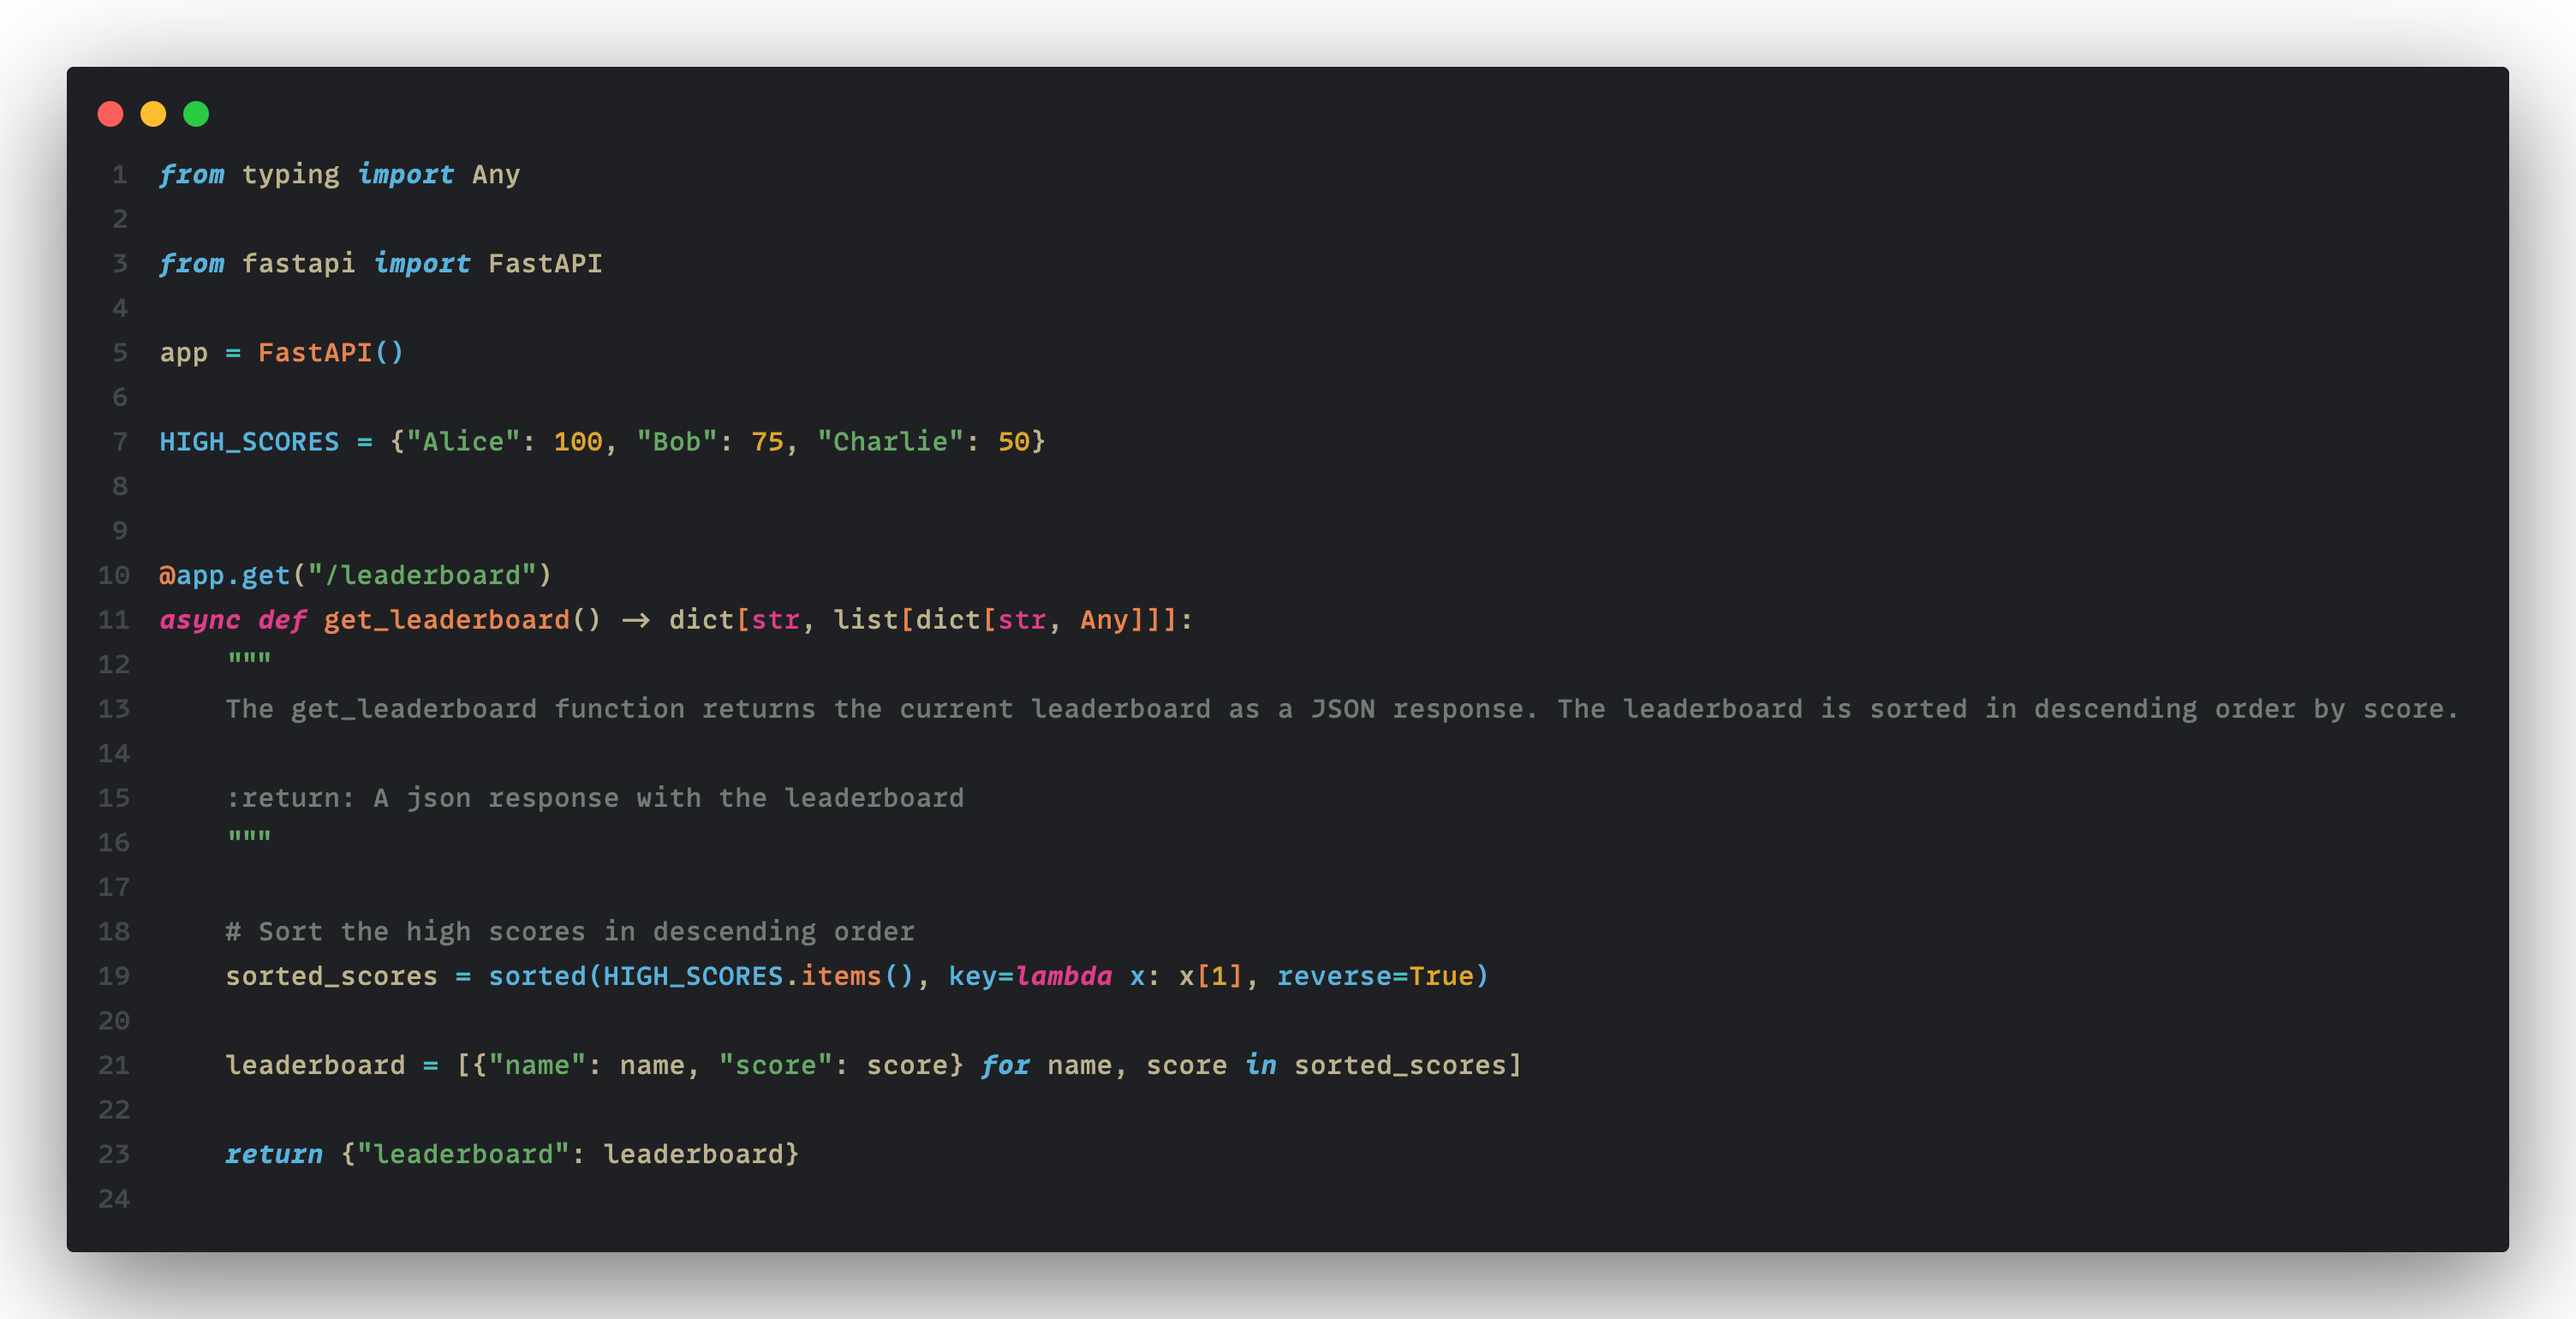 1 from typing import Any
2
3 from fastapi import FastAPI
4
5 app = FastAPI()
6
7 HIGH_SCORES = {"Alice": 100, "Bob": 75, "Charlie": 50}
8
9
10 @app.get("/leaderboard")
11 async def get_leaderboard() -> dict[str, list[dict[str, Any]]]:
12     """
13     The get_leaderboard function returns the current leaderboard as a JSON response. The leaderboard is sorted in descending order by score.
14
15     :return: A json response with the leaderboard
16     """
17
18     # Sort the high scores in descending order
19     sorted_scores = sorted(HIGH_SCORES.items(), key=lambda x: x[1], reverse=True)
20
21     leaderboard = [{"name": name, "score": score} for name, score in sorted_scores]
22
23     return {"leaderboard": leaderboard}
24